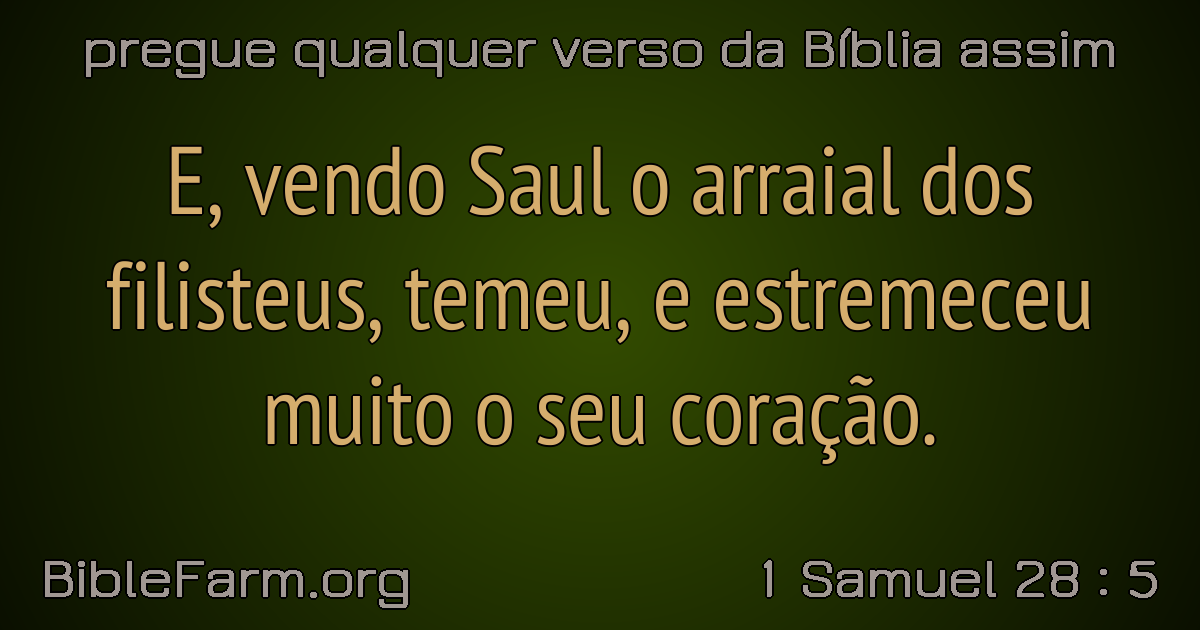 pregue qualquer verso da Bíblia assim
E, vendo Saul o arraial dos
filisteus, temeu, e estremeceu
muito o seu coração.
BibleFarm.org
1 Samuel 28 : 5